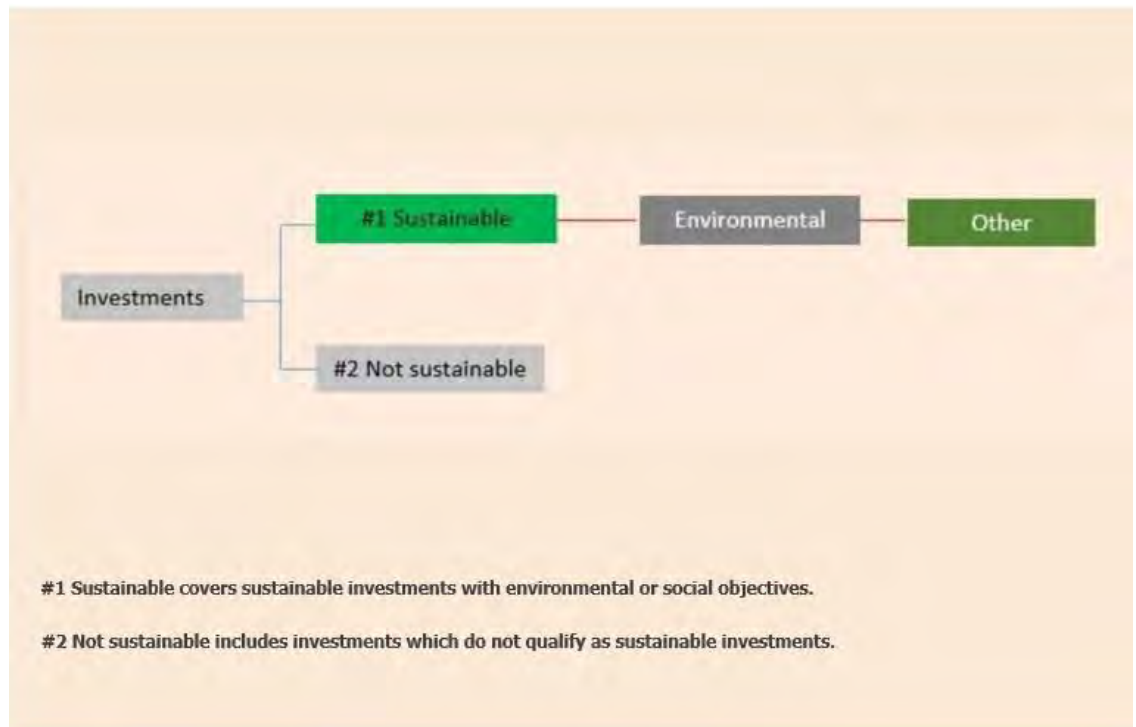 #1 Sustainable
Environmental
Other
Investments
#2 Not sustainable
#1 Sustainable covers sustainable investments with environmental or social objectives.
#2 Not sustainable includes investments which do not qualify as sustainable investments.